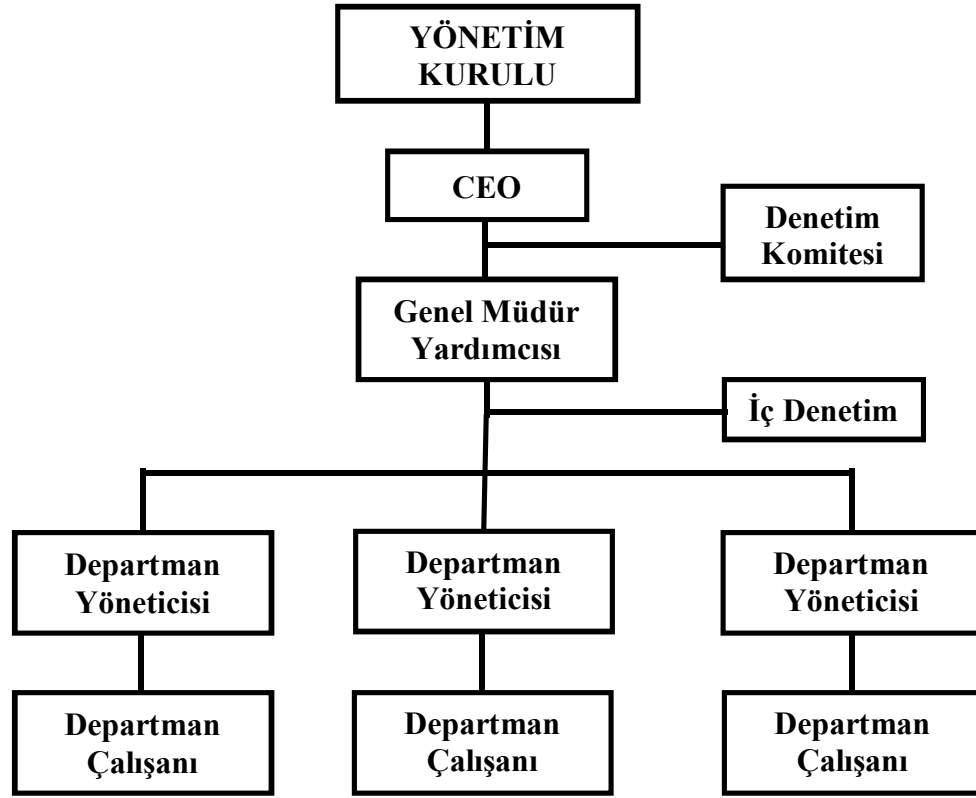 YÖNETİM
KURULU
CEO
Denetim
Komitesi
Genel Müdür
Yardımcısı
İç Denetim
Departman
Yöneticisi
Departman
Yöneticisi
Departman
Yöneticisi
Departman
Çalışanı
Departman
Çalışanı
Departman
Çalışanı